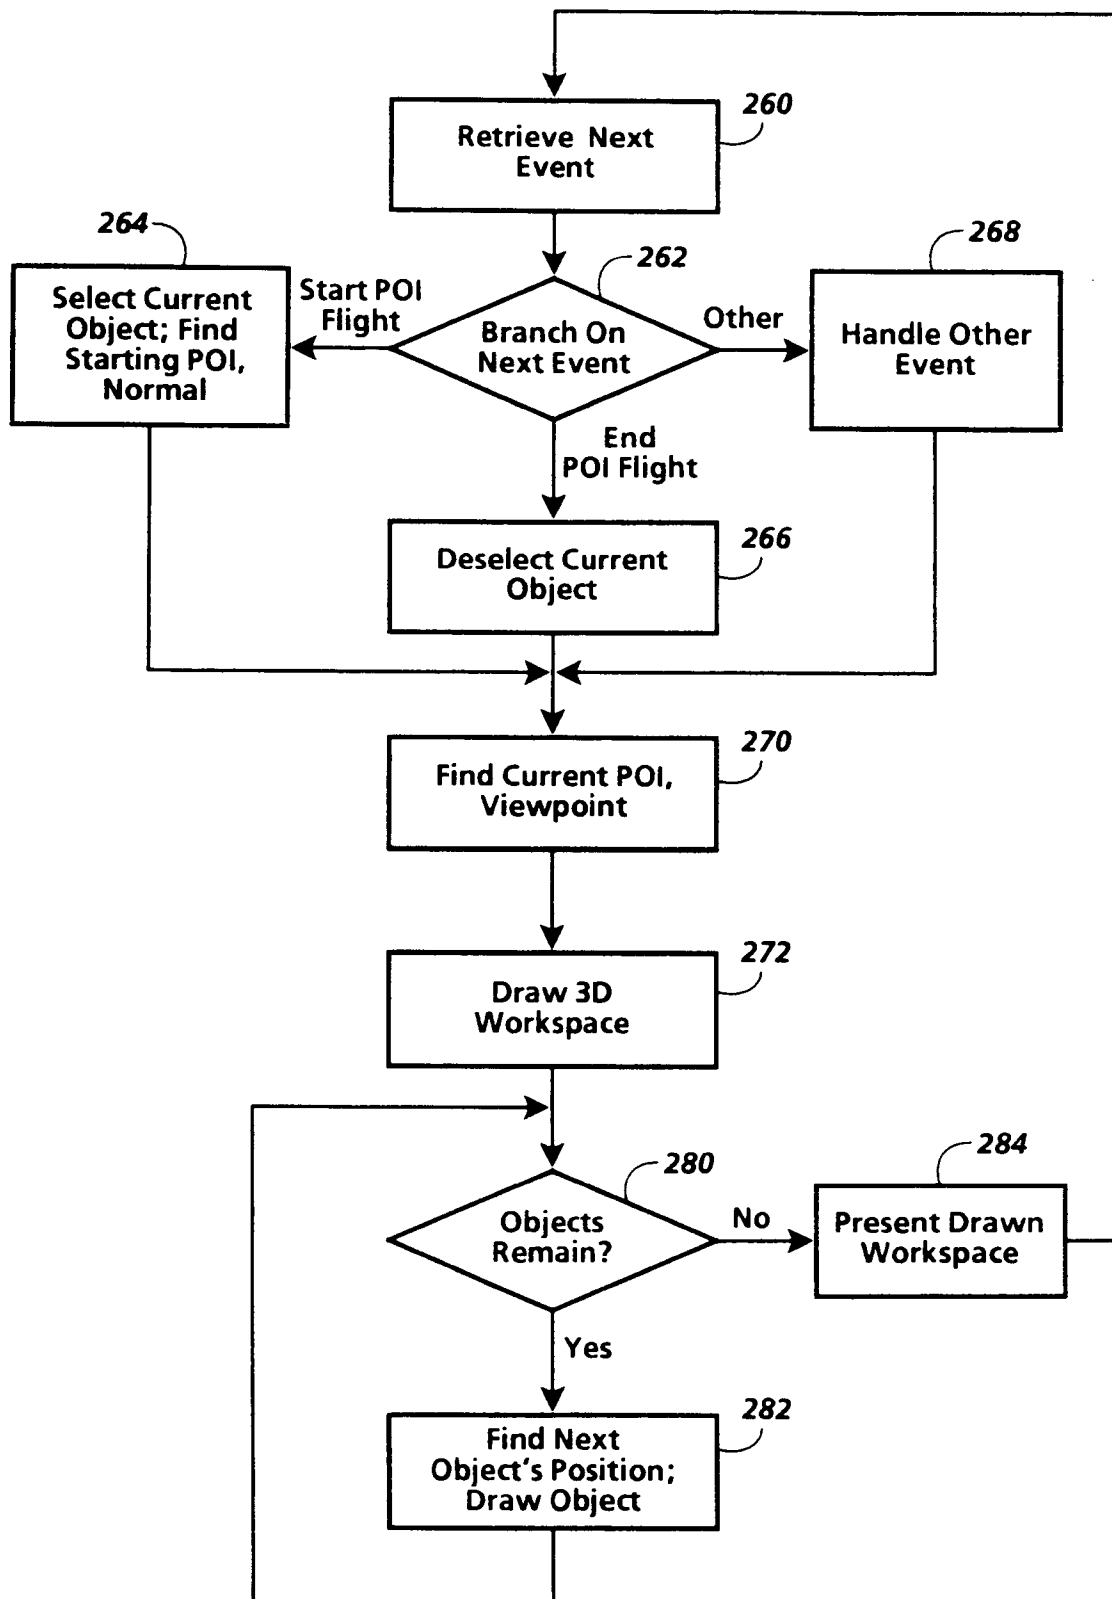 260
Retrieve Next
Event
264
Select Current
Object; Find
Starting POI,
Normal
Start POI
Flight
262
Branch On
Next Event
Other
268
Handle Other
Event
End
POI Flight
266
Deselect Current
Object
270
Find Current POI,
Viewpoint
272
Draw 3D
Workspace
280
Objects
Remain?
No
284
Present Drawn
Workspace
Yes
282
Find Next
Object's Position;
Draw Object